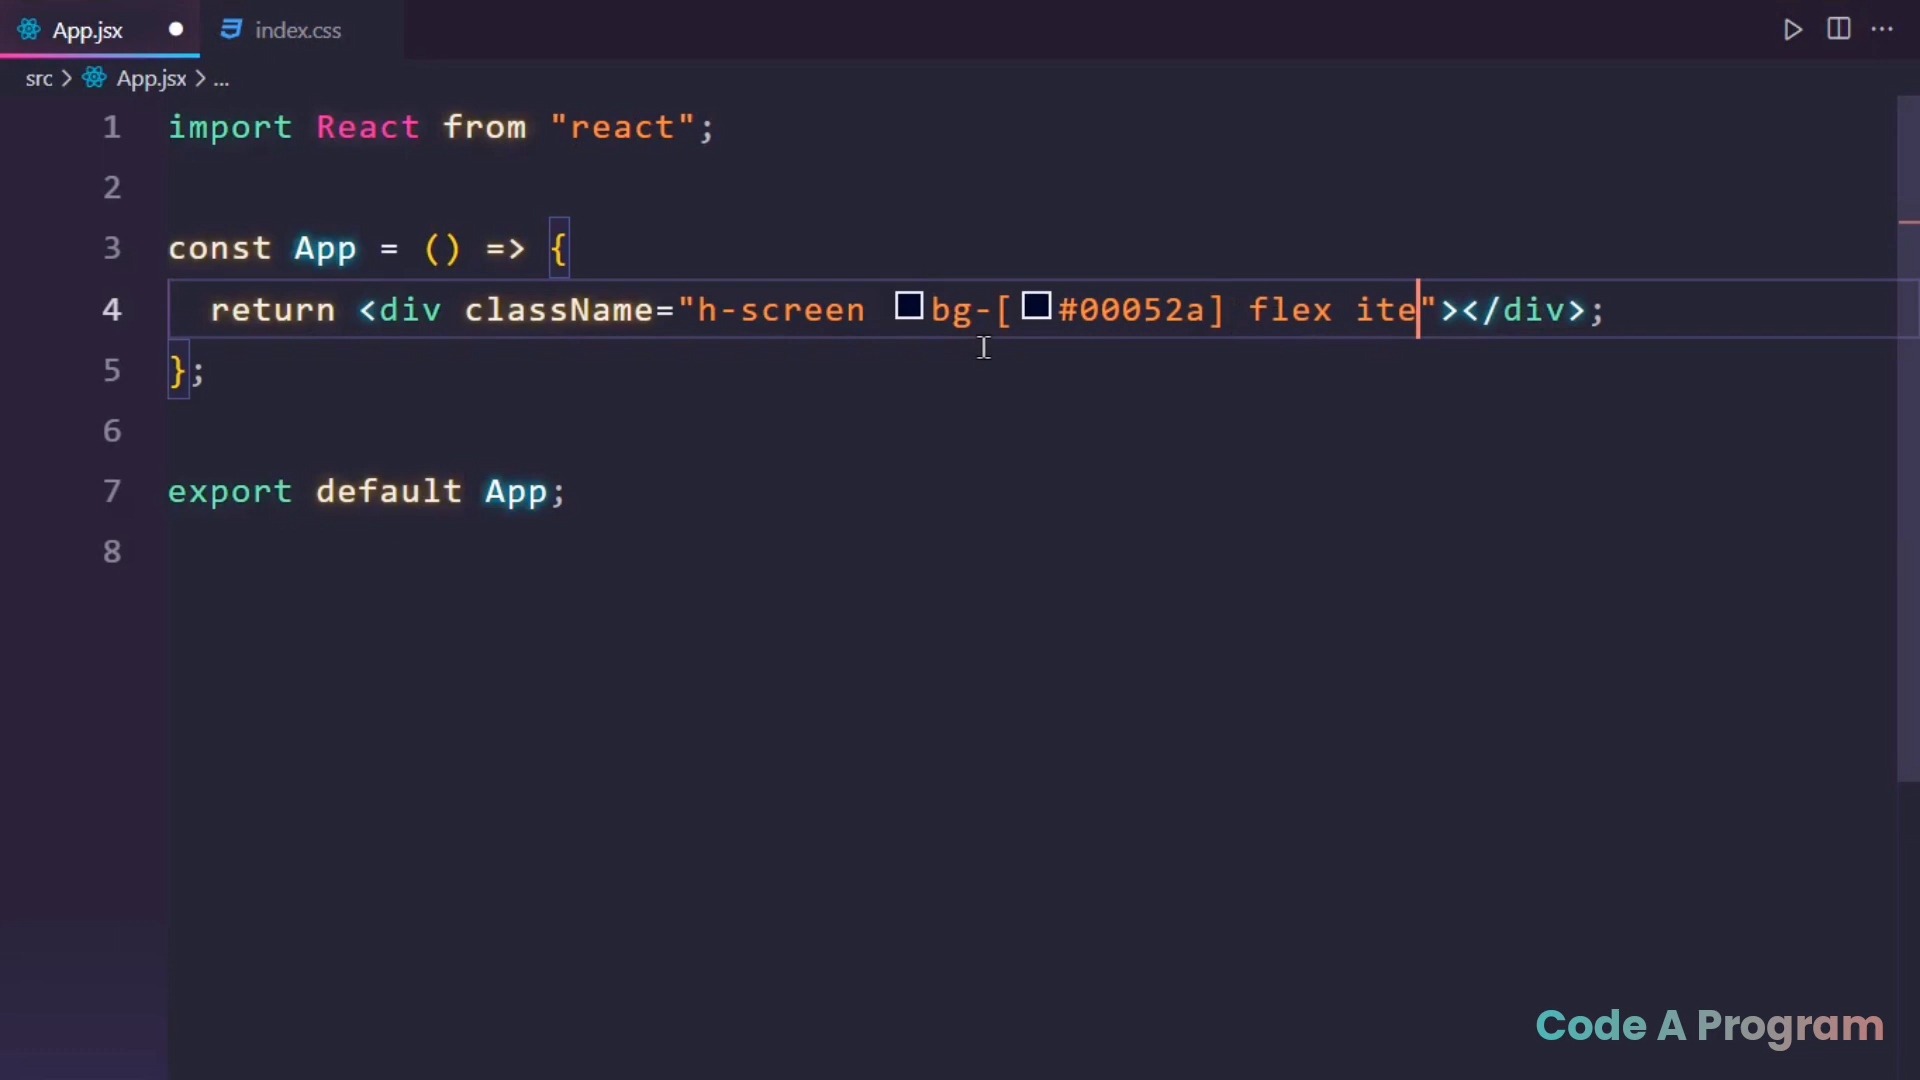 App.jsx index.css
src > App.jsx > ...
1 import React from "react";
2
3 const App = () => {
4 return <div className="h-screen bg-[#00052a] flex ite"></div>;
5 };
6
7 export default App;
8
Code A Program